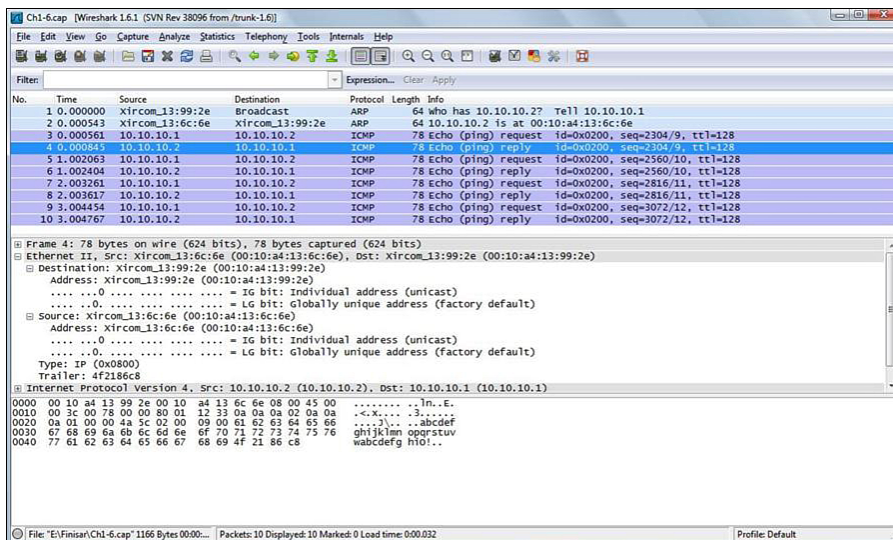 Ch1-6.cap [Wireshark 1.6.1 (SVN Rev 38096 from /trunk-1.6)]
File Edit View Go Capture Analyze Statistics Telephony Tools Internals Help
Filter: Expression... Clear Apply
No. Time Source Destination Protocol Length Info
1 0.000000 Xircom_13:99:2e Broadcast ARP 64 who has 10.10.10.2? Tell 10.10.10.1
2 0.000543 Xircom_13:6c:6e Xircom_13:99:2e ARP 64 10.10.10.2 is at 00:10:a4:13:6c:6e
3 0.000561 10.10.10.1 10.10.10.2 ICMP 78 Echo (ping) request id=0x0200, seq=2304/9, ttl=128
4 0.000845 10.10.10.2 10.10.10.1 ICMP 78 Echo (ping) reply id=0x0200, seq=2304/9, ttl=128
5 1.002063 10.10.10.1 10.10.10.2 ICMP 78 Echo (ping) request id=0x0200, seq=2560/10, ttl=128
6 1.002404 10.10.10.2 10.10.10.1 ICMP 78 Echo (ping) reply id=0x0200, seq=2560/10, ttl=128
7 2.003261 10.10.10.1 10.10.10.2 ICMP 78 Echo (ping) request id=0x0200, seq=2816/11, ttl=128
8 2.003617 10.10.10.2 10.10.10.1 ICMP 78 Echo (ping) reply id=0x0200, seq=2816/11, ttl=128
9 3.004454 10.10.10.1 10.10.10.2 ICMP 78 Echo (ping) request id=0x0200, seq=3072/12, ttl=128
10 3.004767 10.10.10.2 10.10.10.1 ICMP 78 Echo (ping) reply id=0x0200, seq=3072/12, ttl=128
Frame 4: 78 bytes on wire (624 bits), 78 bytes captured (624 bits)
Ethernet II, Src: Xircom_13:6c:6e (00:10:a4:13:6c:6e), Dst: Xircom_13:99:2e (00:10:a4:13:99:2e)
Destination: Xircom_13:99:2e (00:10:a4:13:99:2e)
Address: Xircom_13:99:2e (00:10:a4:13:99:2e)
.... ...0 .... .... .... .... = IG bit: Individual address (unicast)
.... ..0. .... .... .... .... = LG bit: Globally unique address (factory default)
Source: Xircom_13:6c:6e (00:10:a4:13:6c:6e)
Address: Xircom_13:6c:6e (00:10:a4:13:6c:6e)
.... ...0 .... .... .... .... = IG bit: Individual address (unicast)
.... ..0. .... .... .... .... = LG bit: Globally unique address (factory default)
Type: IP (0x0800)
Trailer: 4f2186c8
Internet Protocol Version 4, Src: 10.10.10.2 (10.10.10.2), Dst: 10.10.10.1 (10.10.10.1)
0000 00 10 a4 13 99 2e 00 10 a4 13 6c 6e 08 00 45 00 ........ ..ln..E.
0010 00 3c 00 78 00 00 80 01 12 33 0a 0a 0a 02 0a 0a .<.x.... .3......
0020 0a 01 00 00 4a 5c 02 00 09 00 61 62 63 64 65 66 ....J\.. ..abcdef
0030 67 68 69 6a 6b 6c 6d 6e 6f 70 71 72 73 74 75 76 ghijklmn opqrstuv
0040 77 61 62 63 64 65 66 67 68 69 4f 21 86 c8 wabcdefg hiO!..
File: "E:\Finisar\Ch1-6.cap" 1166 Bytes 00:00:... Packets: 10 Displayed: 10 Marked: 0 Load time: 0:00.032 Profile: Default